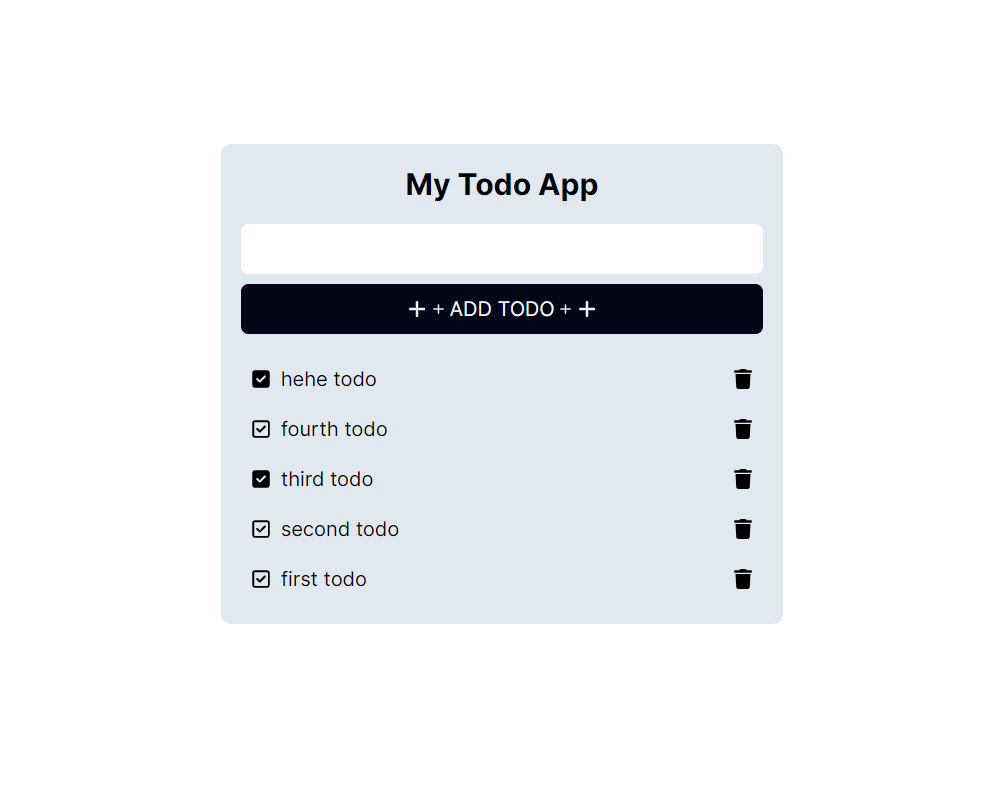 My Todo App
+ ADD TODO +
hehe todo
fourth todo
third todo
second todo
first todo